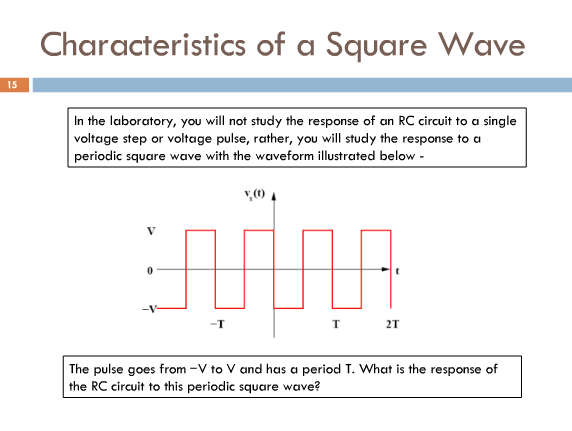 Characteristics of a Square Wave
15
In the laboratory, you will not study the response of an RC circuit to a single
voltage step or voltage pulse, rather, you will study the response to a
periodic square wave with the waveform illustrated below -
vs(t)
V
0
t
−V
−T
T
2T
The pulse goes from −V to V and has a period T. What is the response of
the RC circuit to this periodic square wave?